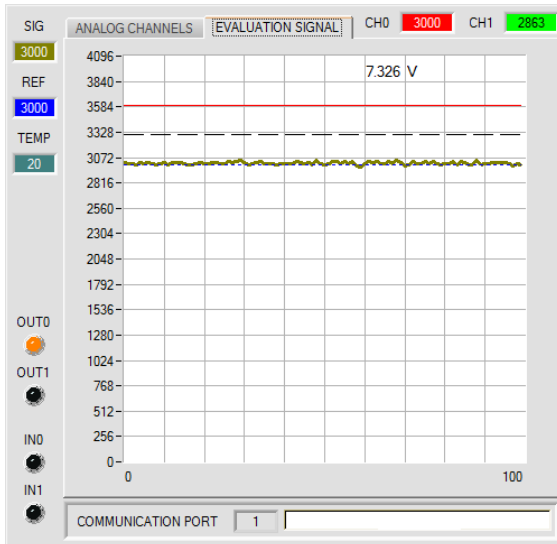 SIG
ANALOG CHANNELS EVALUATION SIGNAL CH0 3000 CH1 2863
3000
REF
3000
TEMP
20
7.326 V
4096
3840
3584
3328
3072
2816
2560
2304
2048
1792
1536
1280
1024
768
512
256
0
0 100
OUT0
OUT1
IN0
IN1
COMMUNICATION PORT 1